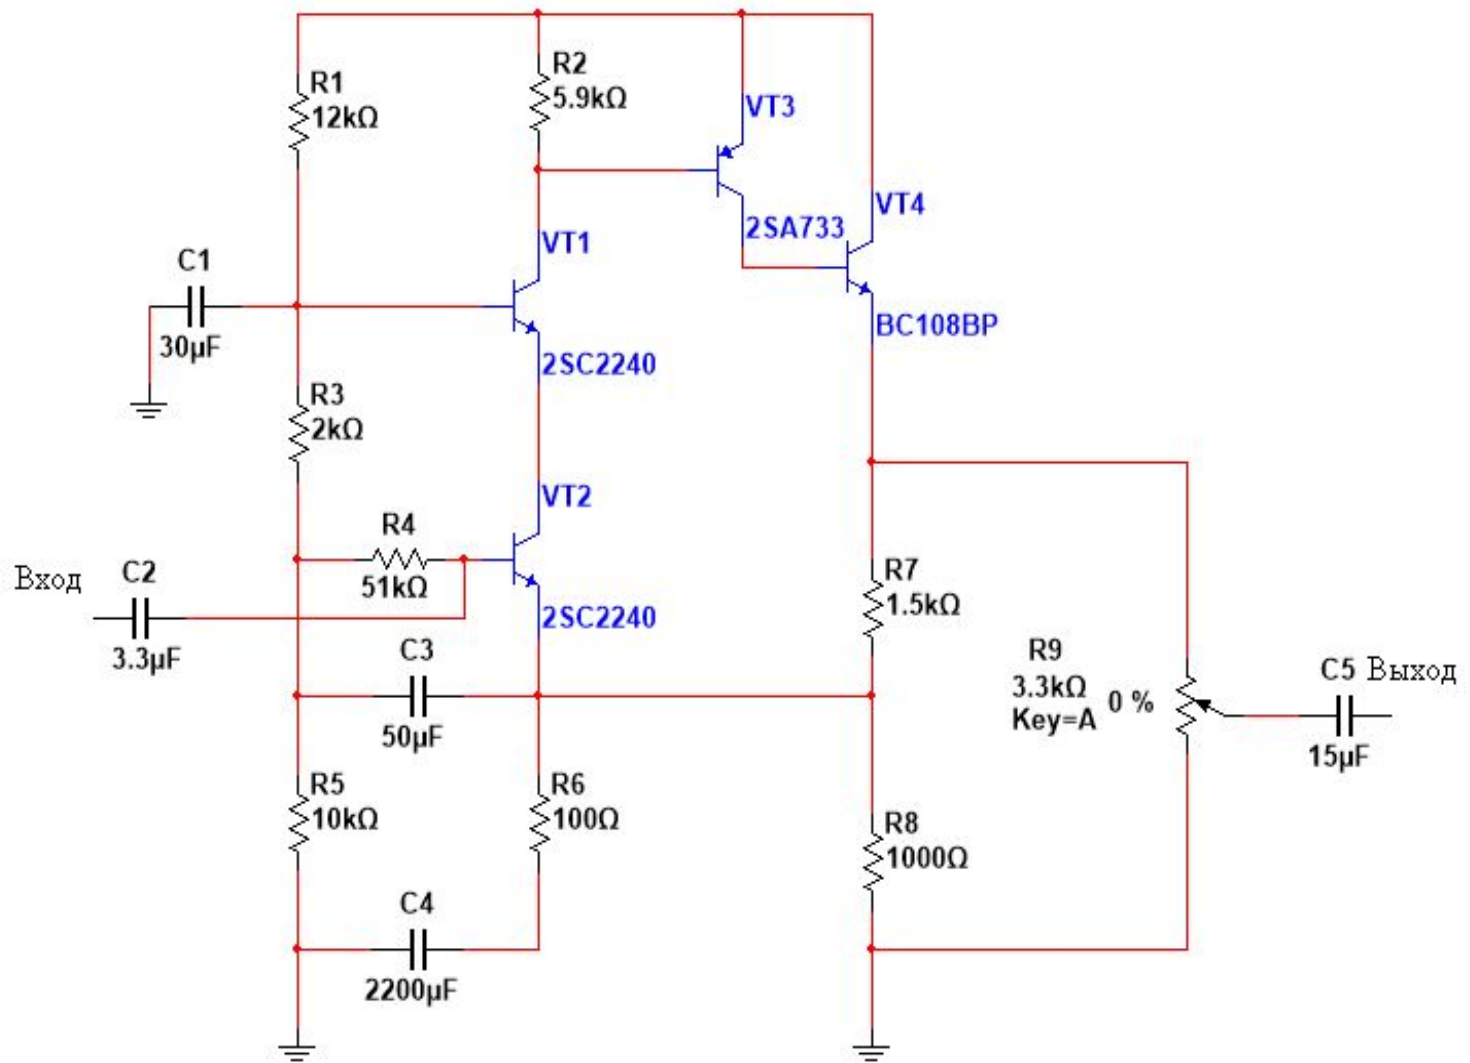 R1
12kΩ
R2
5.9kΩ
VT3
2SA733
VT4
BC108BP
VT1
2SC2240
C1
30µF
R3
2kΩ
VT2
2SC2240
R4
51kΩ
Вход
C2
3.3µF
C3
50µF
R7
1.5kΩ
R9
3.3kΩ
Key=A
0 %
C5
15µF
Выход
R5
10kΩ
R6
100Ω
R8
1000Ω
C4
2200µF